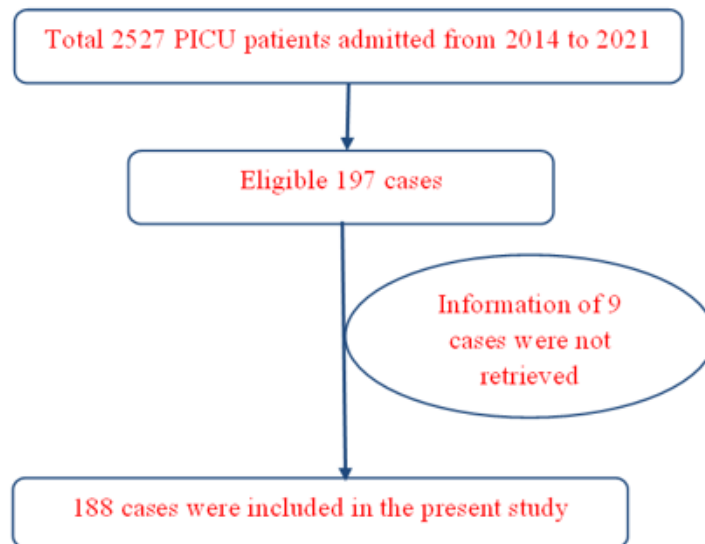 Total 2527 PICU patients admitted from 2014 to 2021
Eligible 197 cases
Information of 9
cases were not
retrieved
188 cases were included in the present study